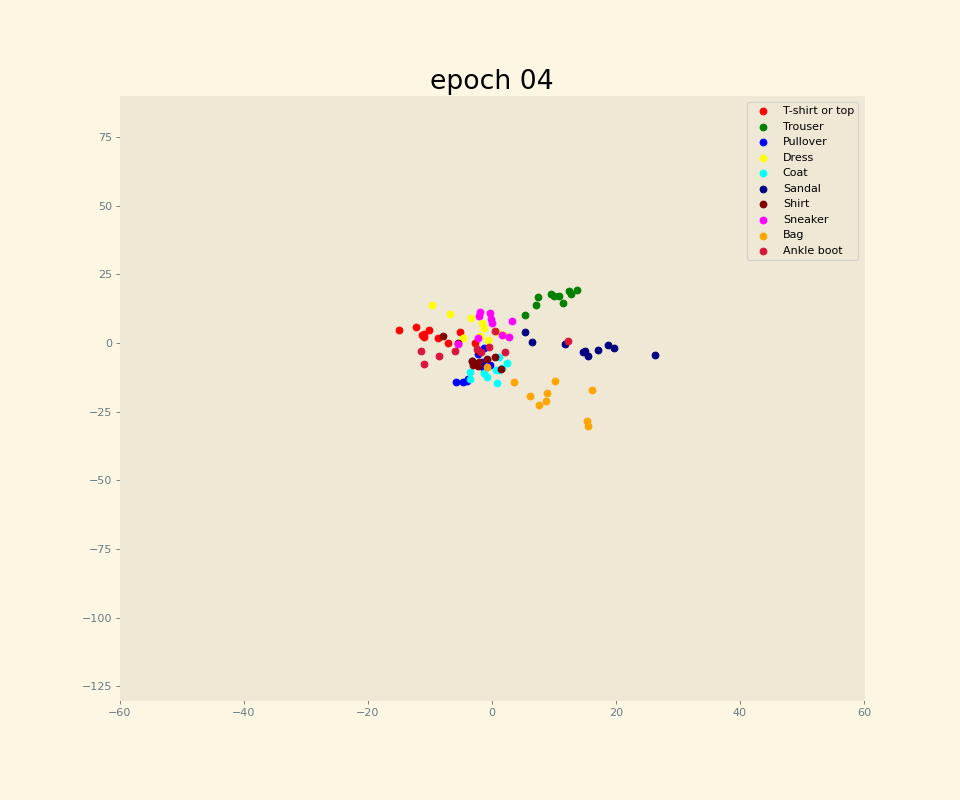 epoch 04
T-shirt or top
Trouser
Pullover
Dress
Coat
Sandal
Shirt
Sneaker
Bag
Ankle boot
75
50
25
0
−25
−50
−75
−100
−125
−60 −40 −20 0 20 40 60